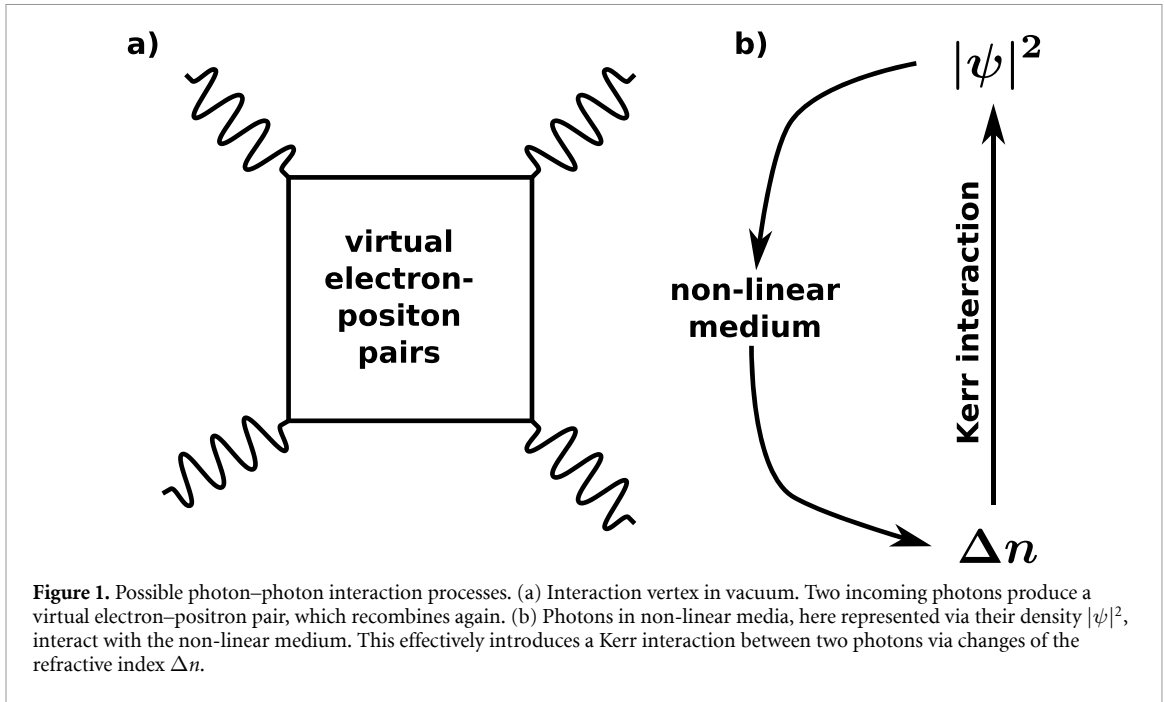 a)
virtual
electron-
positon
pairs
b)
|ψ|²
non-linear
medium
Kerr interaction
Δn
Figure 1. Possible photon–photon interaction processes. (a) Interaction vertex in vacuum. Two incoming photons produce a
virtual electron–positron pair, which recombines again. (b) Photons in non-linear media, here represented via their density |ψ|²,
interact with the non-linear medium. This effectively introduces a Kerr interaction between two photons via changes of the
refractive index Δn.